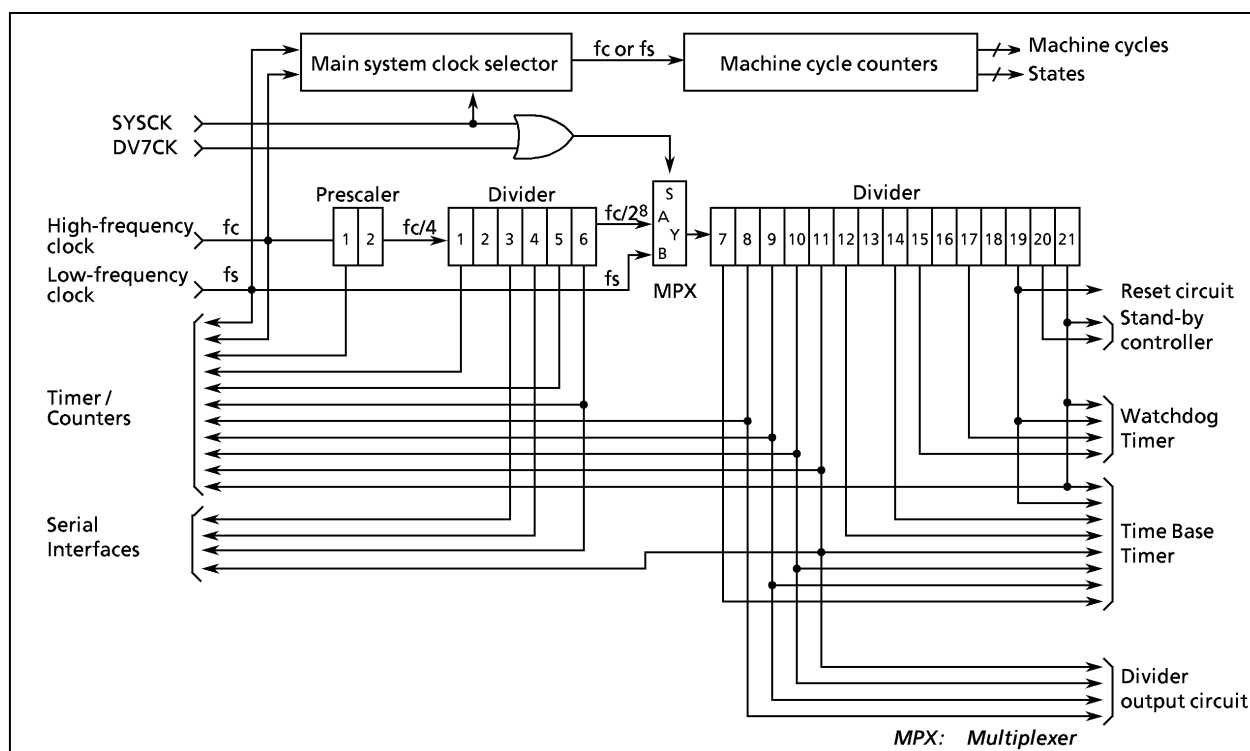 Main system clock selector
fc or fs
Machine cycle counters
Machine cycles
States
SYSCK
DV7CK
Prescaler
Divider
Divider
High-frequency
clock
fc
1 2
fc/4
1 2 3 4 5 6
fc/2⁸
S
A
Y
B
7 8 9 10 11 12 13 14 15 16 17 18 19 20 21
Low-frequency
clock
fs
fs
MPX
Reset circuit
Stand-by
controller
Timer /
Counters
Watchdog
Timer
Serial
Interfaces
Time Base
Timer
Divider
output circuit
MPX: Multiplexer